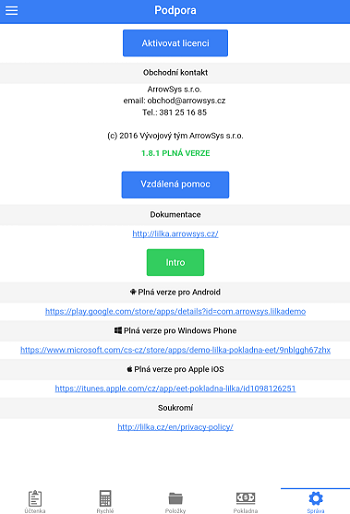 Podpora
Aktivovat licenci
Obchodní kontakt
ArrowSys s.r.o.
email: obchod@arrowsys.cz
Tel.: 381 25 16 85
(c) 2016 Vývojový tým ArrowSys s.r.o.
1.8.1 PLNÁ VERZE
Vzdálená pomoc
Dokumentace
http://lilka.arrowsys.cz/
Intro
Plná verze pro Android
https://play.google.com/store/apps/details?id=com.arrowsys.lilkademo
Plná verze pro Windows Phone
https://www.microsoft.com/cs-cz/store/apps/demo-lilka-pokladna-eet/9nblggh67zhx
Plná verze pro Apple iOS
https://itunes.apple.com/cz/app/eet-pokladna-lilka/id1098126251
Soukromí
http://lilka.cz/en/privacy-policy/
Účtenka Rychlé Položky Pokladna Správa